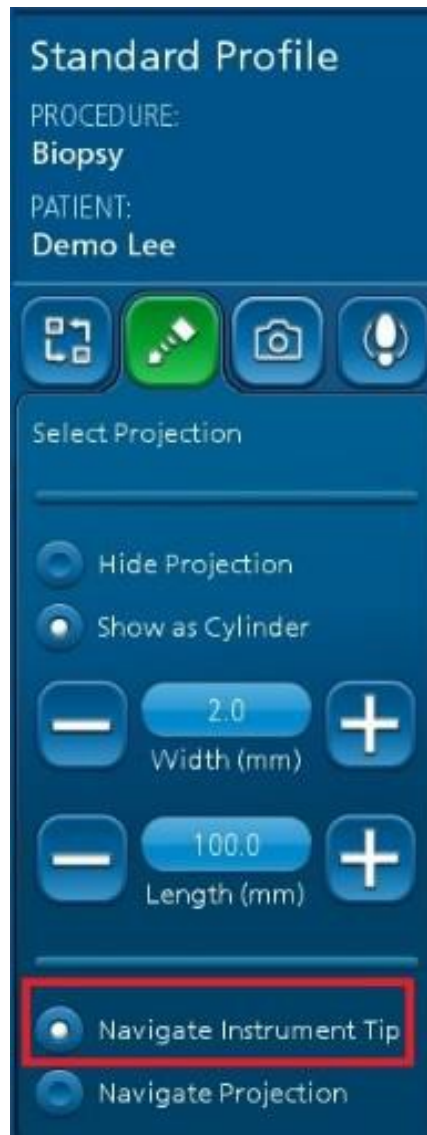 Standard Profile
PROCEDURE:
Biopsy
PATIENT:
Demo Lee
Select Projection
Hide Projection
Show as Cylinder
2.0
Width (mm)
100.0
Length (mm)
Navigate Instrument Tip
Navigate Projection